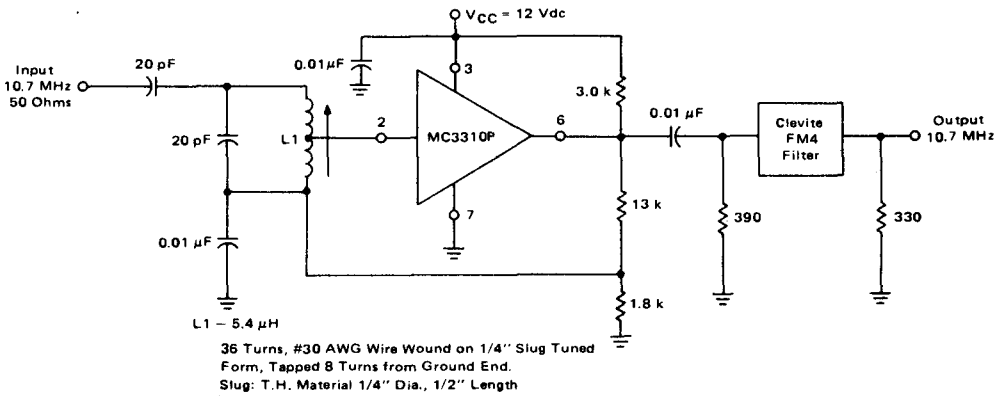 VCC = 12 Vdc
Input
10.7 MHz
50 Ohms
20 pF
0.01 µF
3
3.0 k
0.01 µF
20 pF
L1
2
MC3310P
6
Clevite
FM4
Filter
Output
10.7 MHz
7
13 k
390
330
0.01 µF
1.8 k
L1 – 5.4 µH
36 Turns, #30 AWG Wire Wound on 1/4" Slug Tuned
Form, Tapped 8 Turns from Ground End.
Slug: T.H. Material 1/4" Dia., 1/2" Length